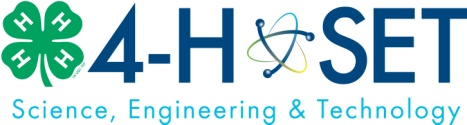 H H H H 4-H SET
Science, Engineering & Technology